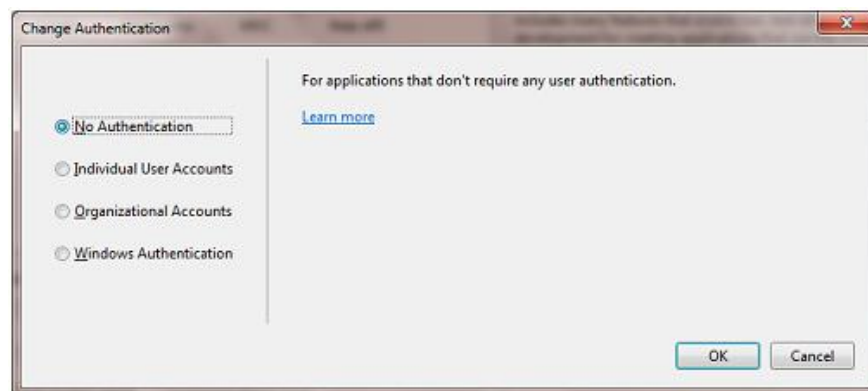 Change Authentication
For applications that don't require any user authentication.
Learn more
No Authentication
Individual User Accounts
Organizational Accounts
Windows Authentication
OK
Cancel